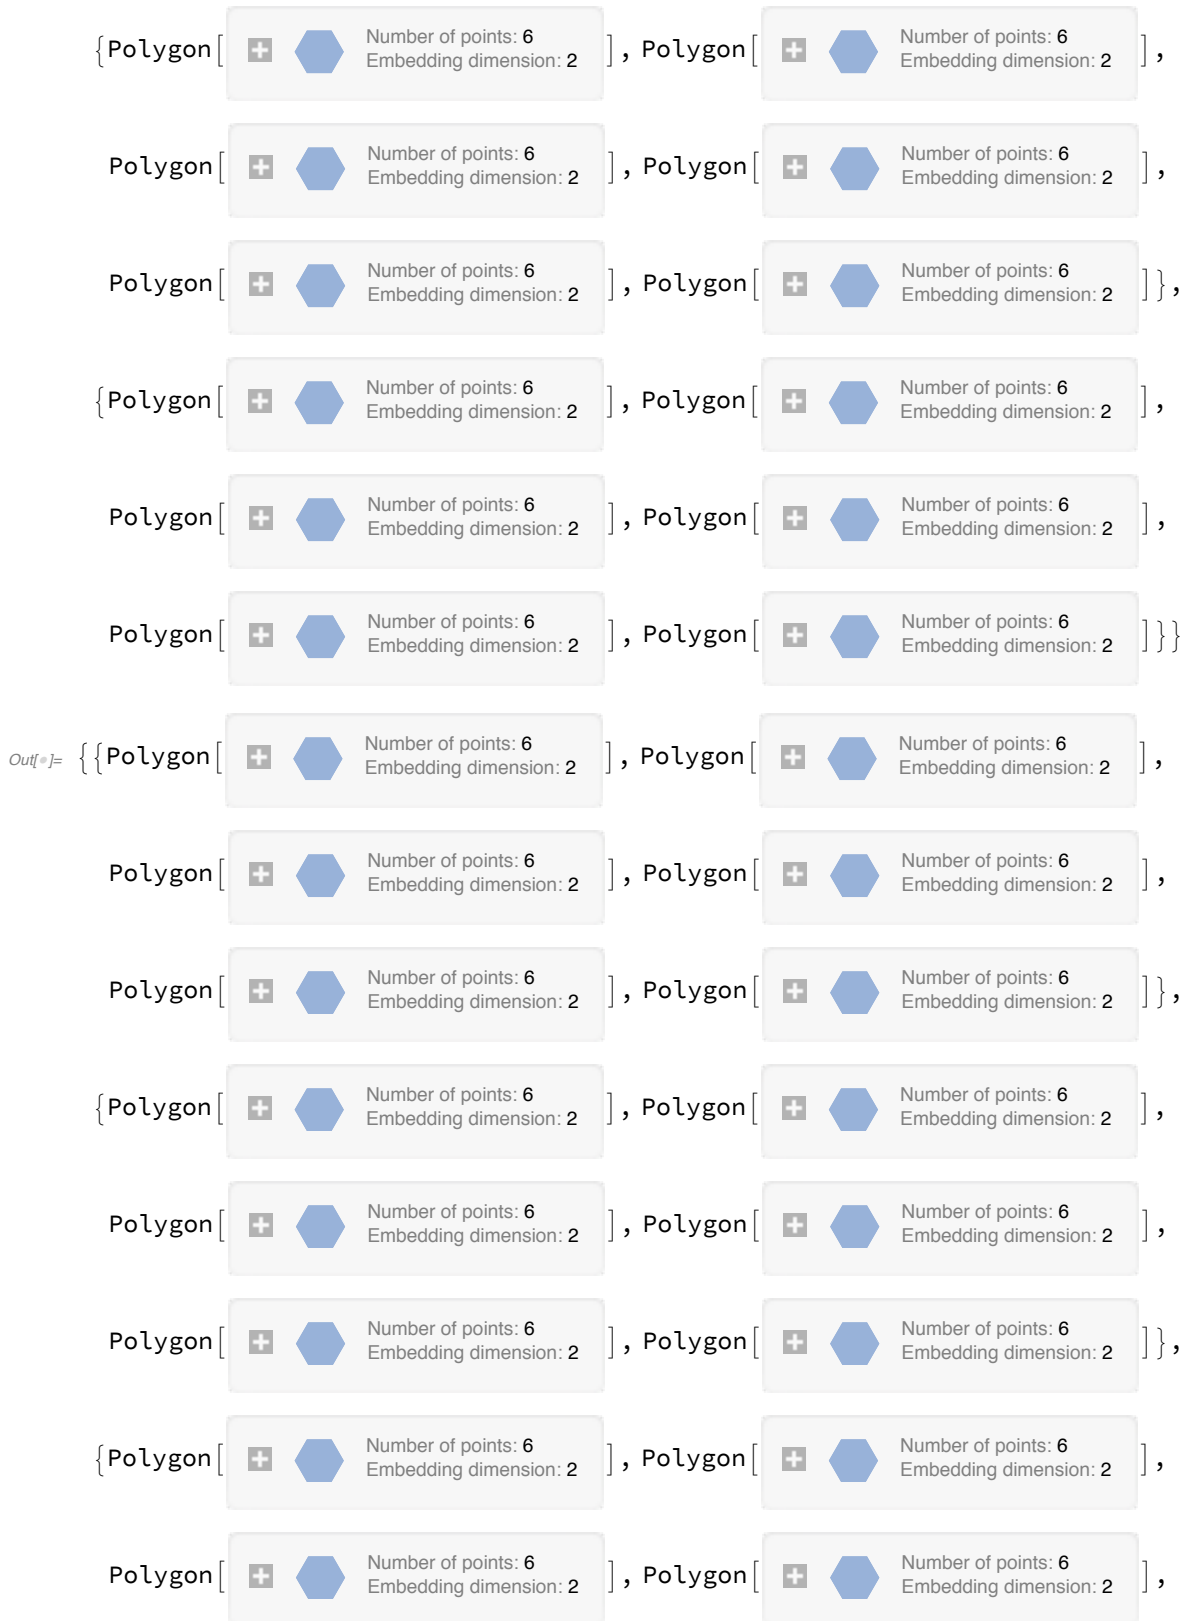 {Polygon[ Number of points: 6 ], Polygon[ Number of points: 6 ],
Embedding dimension: 2 Embedding dimension: 2
Polygon[ Number of points: 6 ], Polygon[ Number of points: 6 ],
Embedding dimension: 2 Embedding dimension: 2
Polygon[ Number of points: 6 ], Polygon[ Number of points: 6 ]},
Embedding dimension: 2 Embedding dimension: 2
{Polygon[ Number of points: 6 ], Polygon[ Number of points: 6 ],
Embedding dimension: 2 Embedding dimension: 2
Polygon[ Number of points: 6 ], Polygon[ Number of points: 6 ],
Embedding dimension: 2 Embedding dimension: 2
Polygon[ Number of points: 6 ], Polygon[ Number of points: 6 ]}}
Embedding dimension: 2 Embedding dimension: 2
Out[•]= {{Polygon[ Number of points: 6 ], Polygon[ Number of points: 6 ],
Embedding dimension: 2 Embedding dimension: 2
Polygon[ Number of points: 6 ], Polygon[ Number of points: 6 ],
Embedding dimension: 2 Embedding dimension: 2
Polygon[ Number of points: 6 ], Polygon[ Number of points: 6 ]},
Embedding dimension: 2 Embedding dimension: 2
{Polygon[ Number of points: 6 ], Polygon[ Number of points: 6 ],
Embedding dimension: 2 Embedding dimension: 2
Polygon[ Number of points: 6 ], Polygon[ Number of points: 6 ],
Embedding dimension: 2 Embedding dimension: 2
Polygon[ Number of points: 6 ], Polygon[ Number of points: 6 ]},
Embedding dimension: 2 Embedding dimension: 2
{Polygon[ Number of points: 6 ], Polygon[ Number of points: 6 ],
Embedding dimension: 2 Embedding dimension: 2
Polygon[ Number of points: 6 ], Polygon[ Number of points: 6 ],
Embedding dimension: 2 Embedding dimension: 2